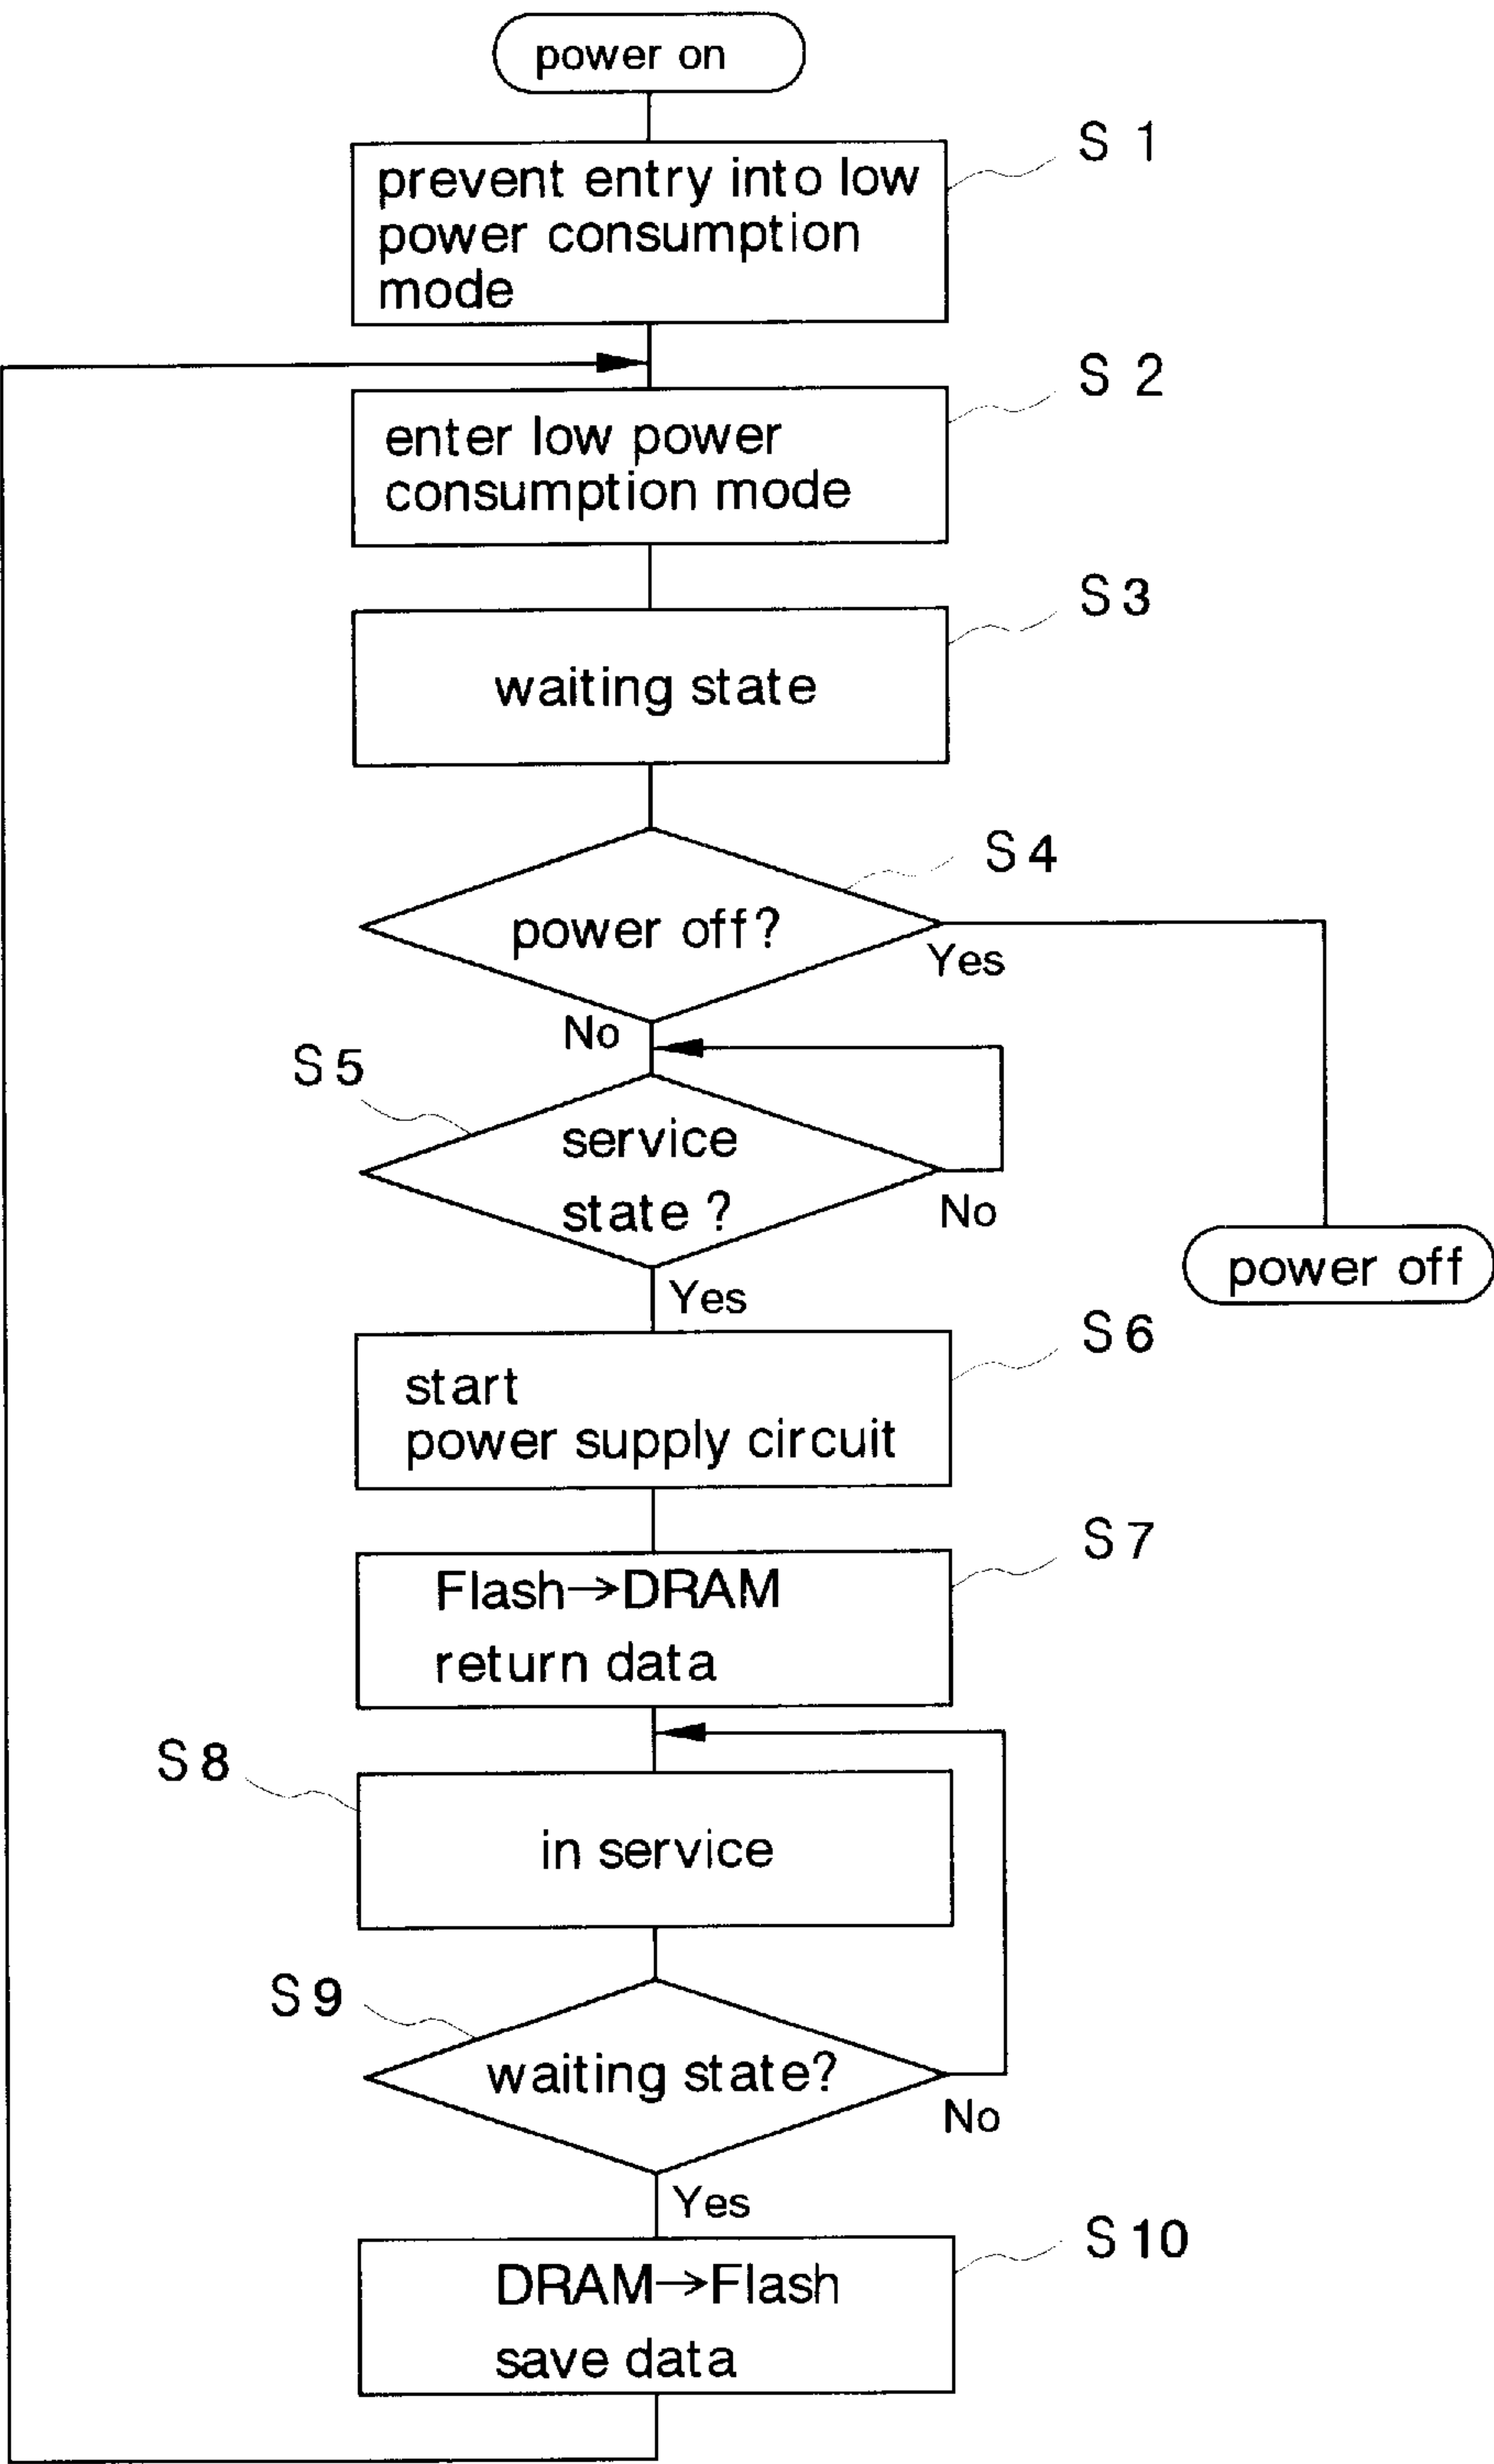 power on
S 1
prevent entry into low
power consumption
mode
S 2
enter low power
consumption mode
S 3
waiting state
S 4
power off?
Yes
No
S 5
service
state ?
No
power off
Yes
S 6
start
power supply circuit
S 7
Flash→DRAM
return data
S 8
in service
S 9
waiting state?
No
Yes
S 10
DRAM→Flash
save data